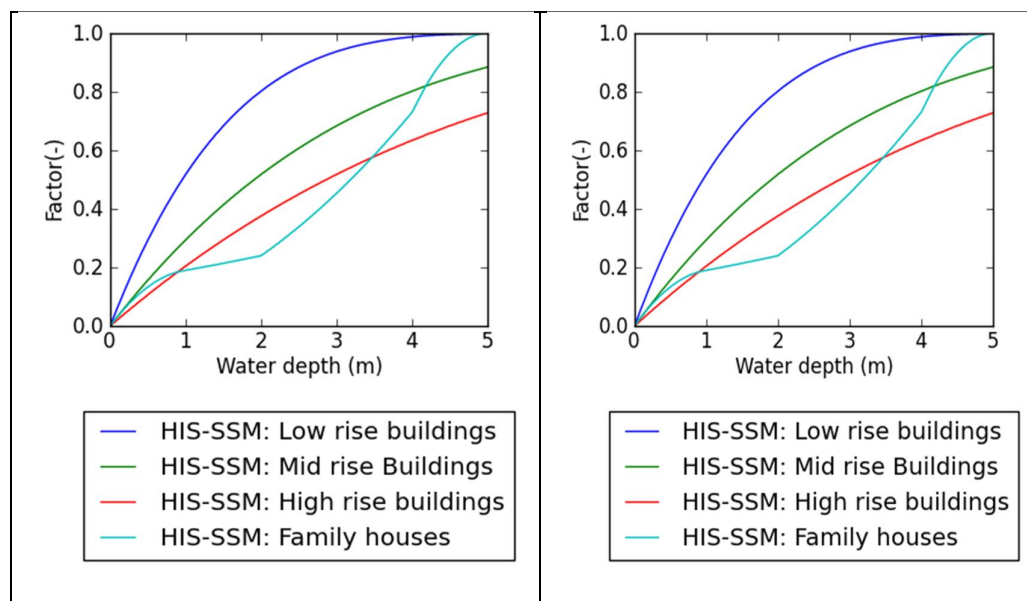 1.0
0.8
0.6
0.4
0.2
0.0
Factor(-)
0 1 2 3 4 5
Water depth (m)
HIS-SSM: Low rise buildings
HIS-SSM: Mid rise Buildings
HIS-SSM: High rise buildings
HIS-SSM: Family houses
1.0
0.8
0.6
0.4
0.2
0.0
Factor(-)
0 1 2 3 4 5
Water depth (m)
HIS-SSM: Low rise buildings
HIS-SSM: Mid rise Buildings
HIS-SSM: High rise buildings
HIS-SSM: Family houses